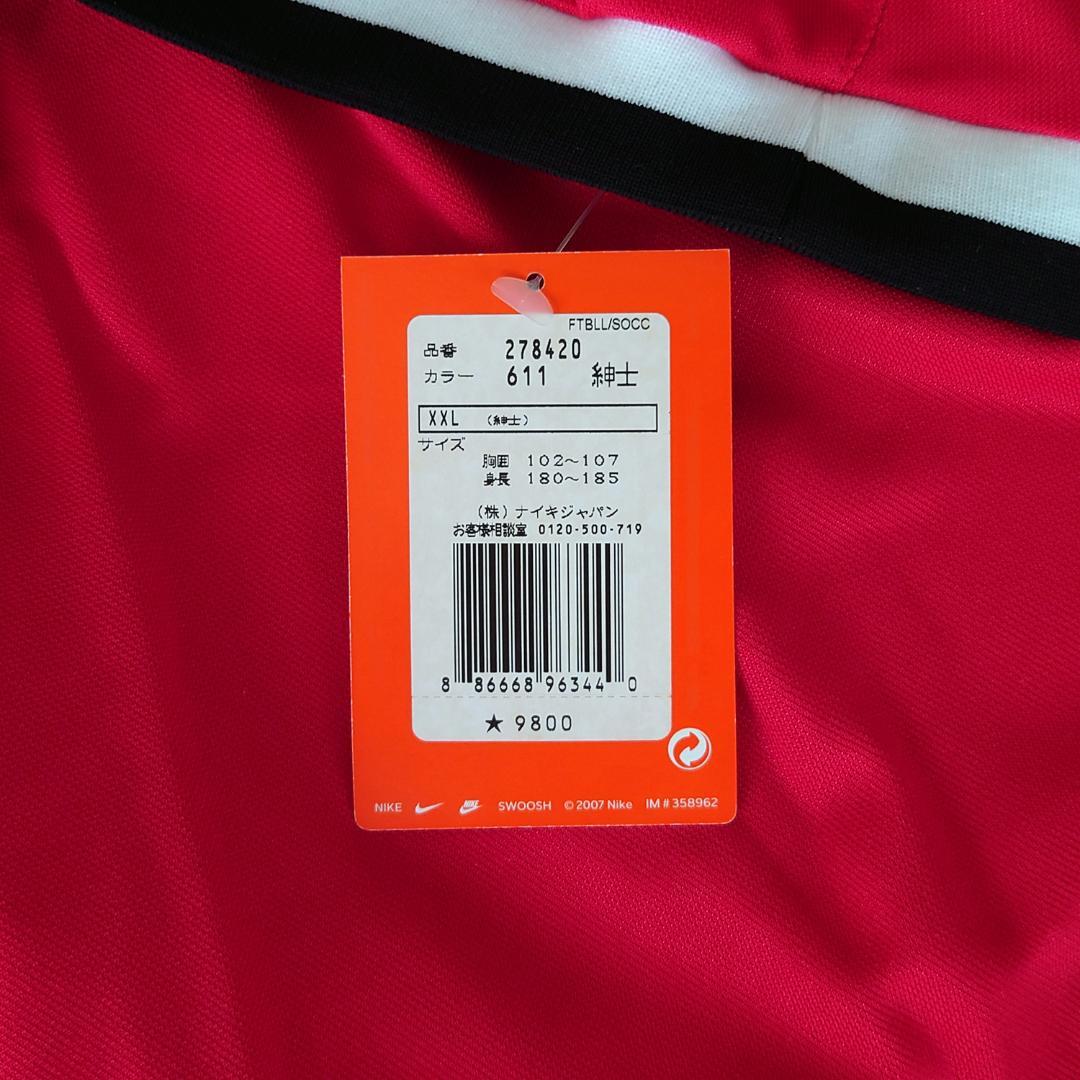 FTBLL/SOCC
品番 278420
カラー 611 紳士
XXL (紳士)
サイズ
胸囲 102〜107
身長 180〜185
(株)ナイキジャパン
お客様相談室 0120-500-719
8 86668 96344 0
★ 9800
NIKE NIKE SWOOSH © 2007 Nike IM # 358962